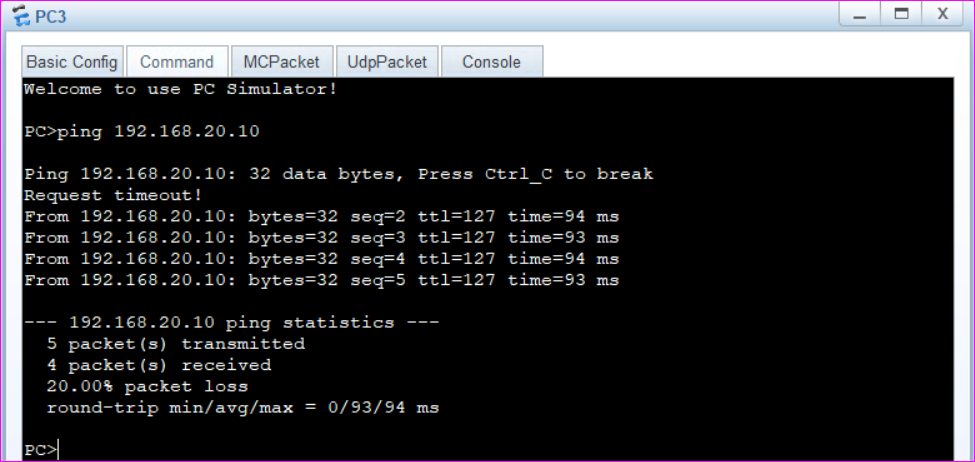 PC3
X
Basic Config Command MCPacket UdpPacket Console
Welcome to use PC Simulator!
PC>ping 192.168.20.10
Ping 192.168.20.10: 32 data bytes, Press Ctrl_C to break
Request timeout!
From 192.168.20.10: bytes=32 seq=2 ttl=127 time=94 ms
From 192.168.20.10: bytes=32 seq=3 ttl=127 time=93 ms
From 192.168.20.10: bytes=32 seq=4 ttl=127 time=94 ms
From 192.168.20.10: bytes=32 seq=5 ttl=127 time=93 ms
--- 192.168.20.10 ping statistics ---
5 packet(s) transmitted
4 packet(s) received
20.00% packet loss
round-trip min/avg/max = 0/93/94 ms
PC>